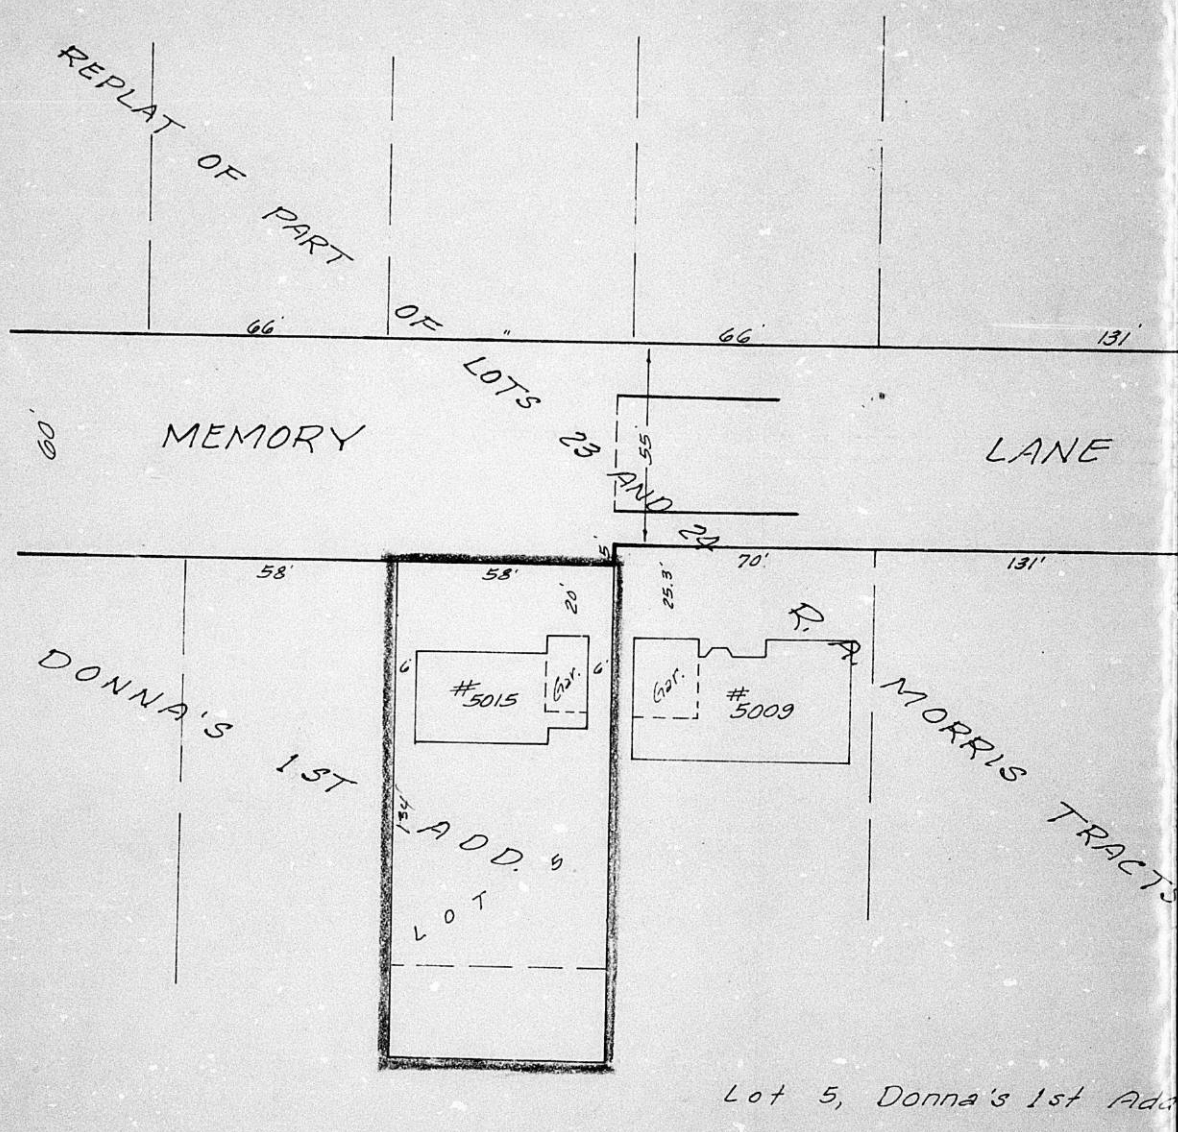 REPLAT OF PART OF LOTS 23 AND 24
R. A. MORRIS TRACTS
66'
"
66'
131'
60'
MEMORY LANE
55'
5'
58'
58'
70'
131'
20'
25.3'
6'
#5015
Gar.
6'
Gar.
#5009
DONNA'S 1ST ADD.
134'
LOT 5
Lot 5, Donna's 1st Add